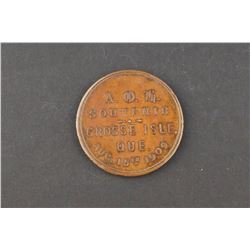 A. O. H.
SOUVENIR
GROSSE ISLE,
QUE.
AUG. 15TH 1909